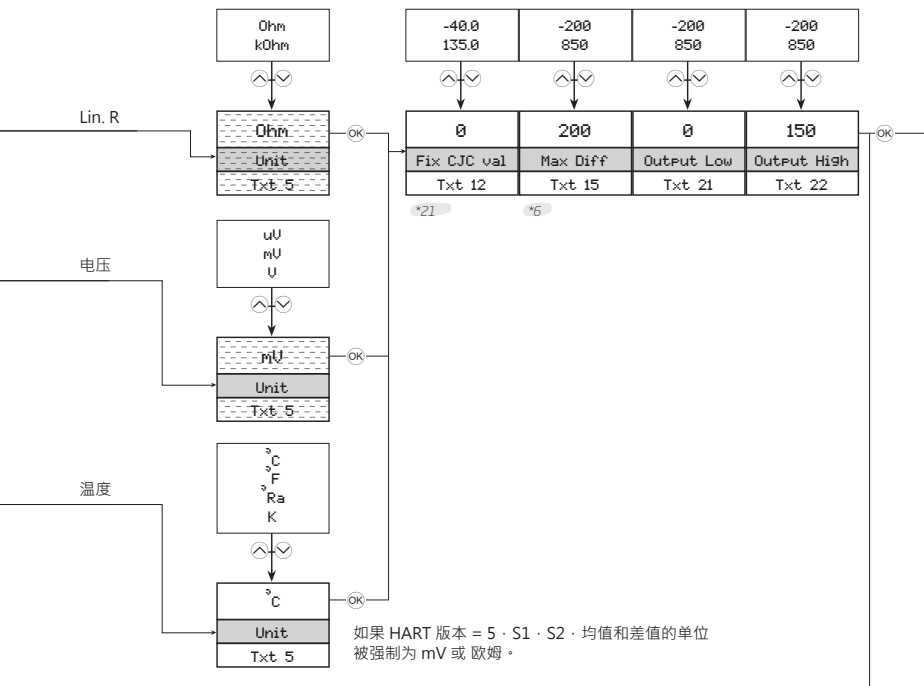 Ohm
kOhm
-40.0
135.0
-200
850
-200
850
-200
850
Lin. R
Ohm
Unit
Txt 5
OK
0
Fix CJC val
Txt 12
*21
200
Max Diff
Txt 15
*6
0
Output Low
Txt 21
150
Output High
Txt 22
OK
电压
uV
mV
V
mV
Unit
Txt 5
OK
温度
°C
°F
°Ra
K
°C
Unit
Txt 5
OK
如果 HART 版本 = 5，S1，S2，均值和差值的单位
被强制为 mV 或 欧姆。